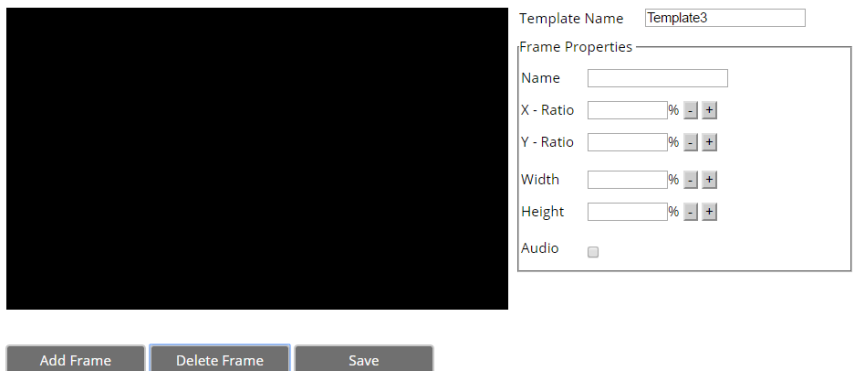 Template Name Template3
Frame Properties
Name
X - Ratio % - +
Y - Ratio % - +
Width % - +
Height % - +
Audio
Add Frame Delete Frame Save